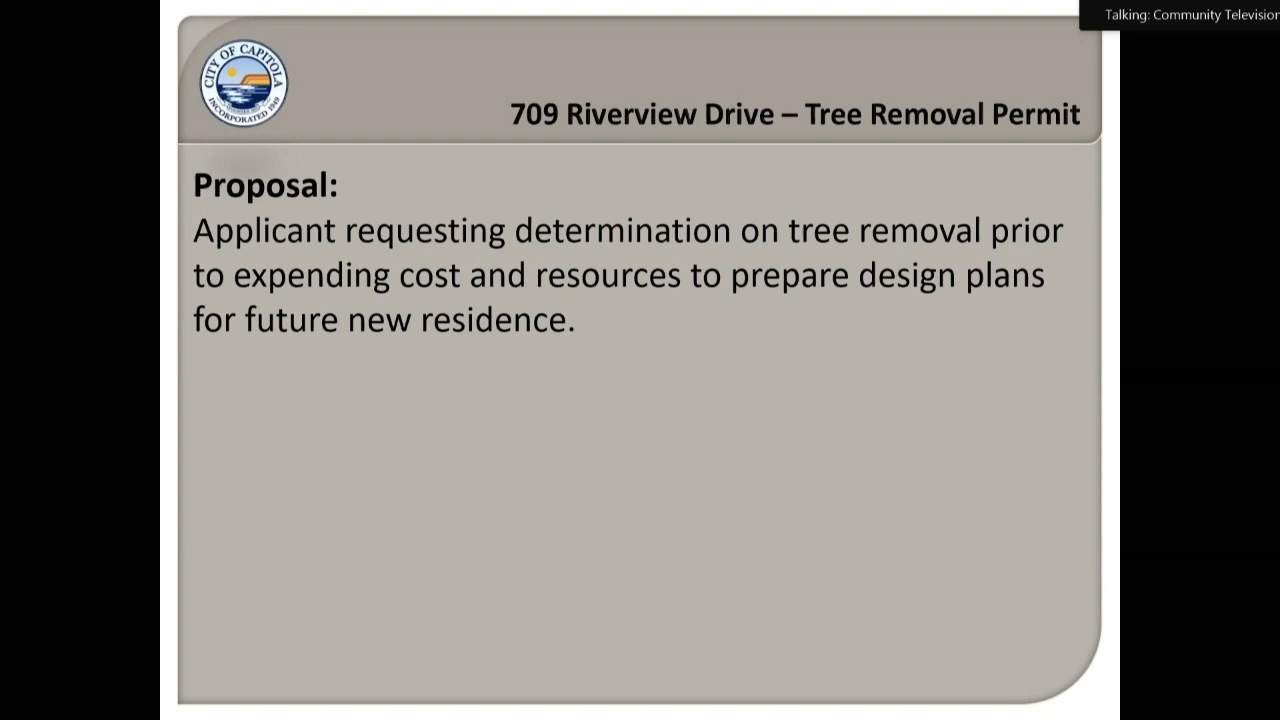 Talking: Community Television
CITY OF CAPITOLA
INCORPORATED 1949
709 Riverview Drive – Tree Removal Permit
Proposal:
Applicant requesting determination on tree removal prior
to expending cost and resources to prepare design plans
for future new residence.